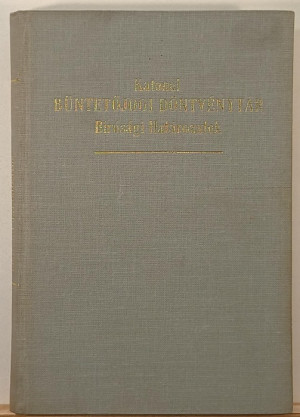 Katonai
BÜNTETŐJOGI DÖNTVÉNYTÁR
Bírósági Határozatok